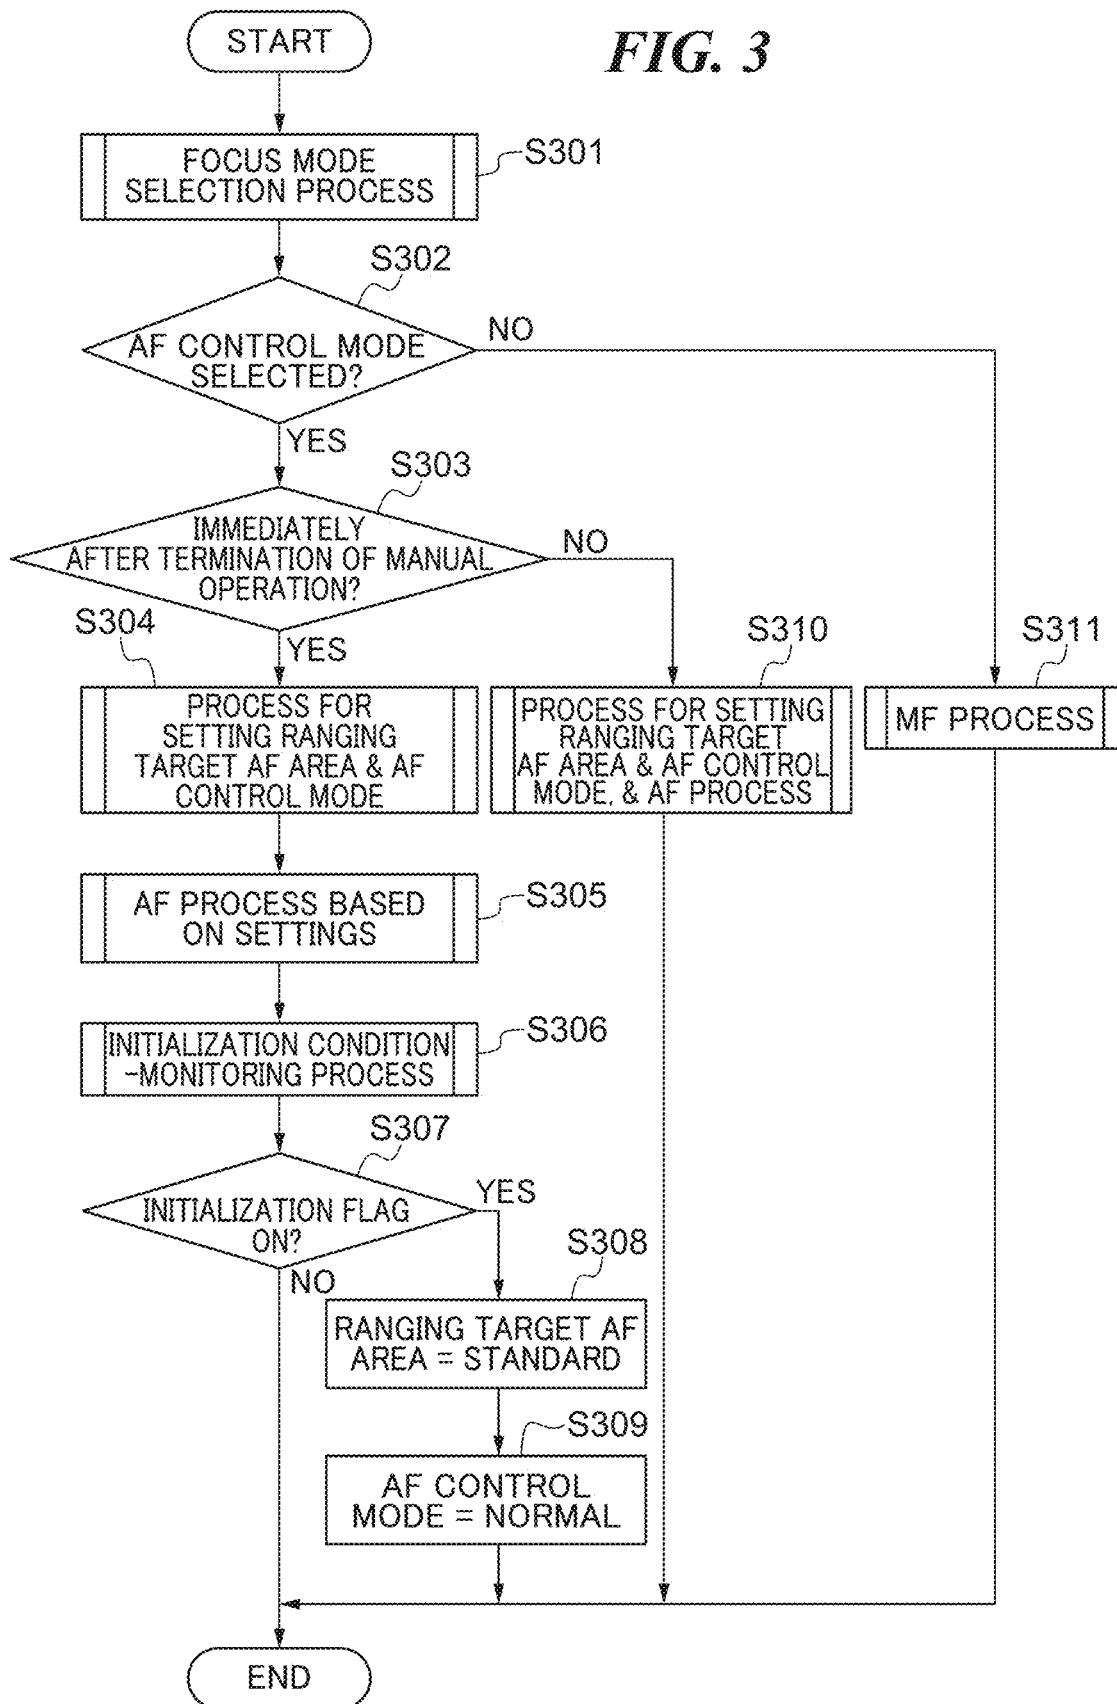 START
FIG. 3
FOCUS MODE
SELECTION PROCESS
S301
S302
AF CONTROL MODE
SELECTED?
NO
YES
S303
IMMEDIATELY
AFTER TERMINATION OF MANUAL
OPERATION?
NO
YES
S304
PROCESS FOR
SETTING RANGING
TARGET AF AREA & AF
CONTROL MODE
S310
PROCESS FOR SETTING
RANGING TARGET
AF AREA & AF CONTROL
MODE, & AF PROCESS
S311
MF PROCESS
AF PROCESS BASED
ON SETTINGS
S305
INITIALIZATION CONDITION
-MONITORING PROCESS
S306
S307
INITIALIZATION FLAG
ON?
YES
NO
S308
RANGING TARGET AF
AREA = STANDARD
S309
AF CONTROL
MODE = NORMAL
END